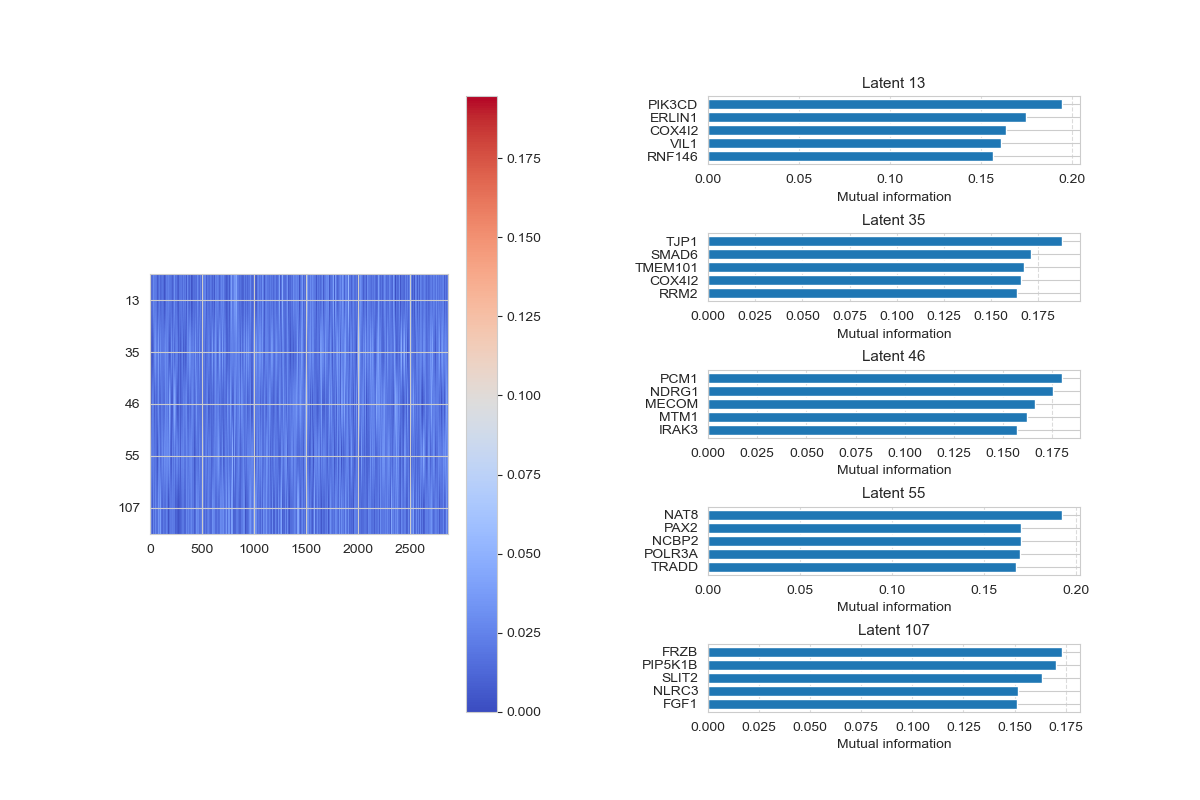 13
35
46
55
107
0 500 1000 1500 2000 2500
0.175
0.150
0.125
0.100
0.075
0.050
0.025
0.000
Latent 13
PIK3CD
ERLIN1
COX4I2
VIL1
RNF146
0.00 0.05 0.10 0.15 0.20
Mutual information
Latent 35
TJP1
SMAD6
TMEM101
COX4I2
RRM2
0.000 0.025 0.050 0.075 0.100 0.125 0.150 0.175
Mutual information
Latent 46
PCM1
NDRG1
MECOM
MTM1
IRAK3
0.000 0.025 0.050 0.075 0.100 0.125 0.150 0.175
Mutual information
Latent 55
NAT8
PAX2
NCBP2
POLR3A
TRADD
0.00 0.05 0.10 0.15 0.20
Mutual information
Latent 107
FRZB
PIP5K1B
SLIT2
NLRC3
FGF1
0.000 0.025 0.050 0.075 0.100 0.125 0.150 0.175
Mutual information